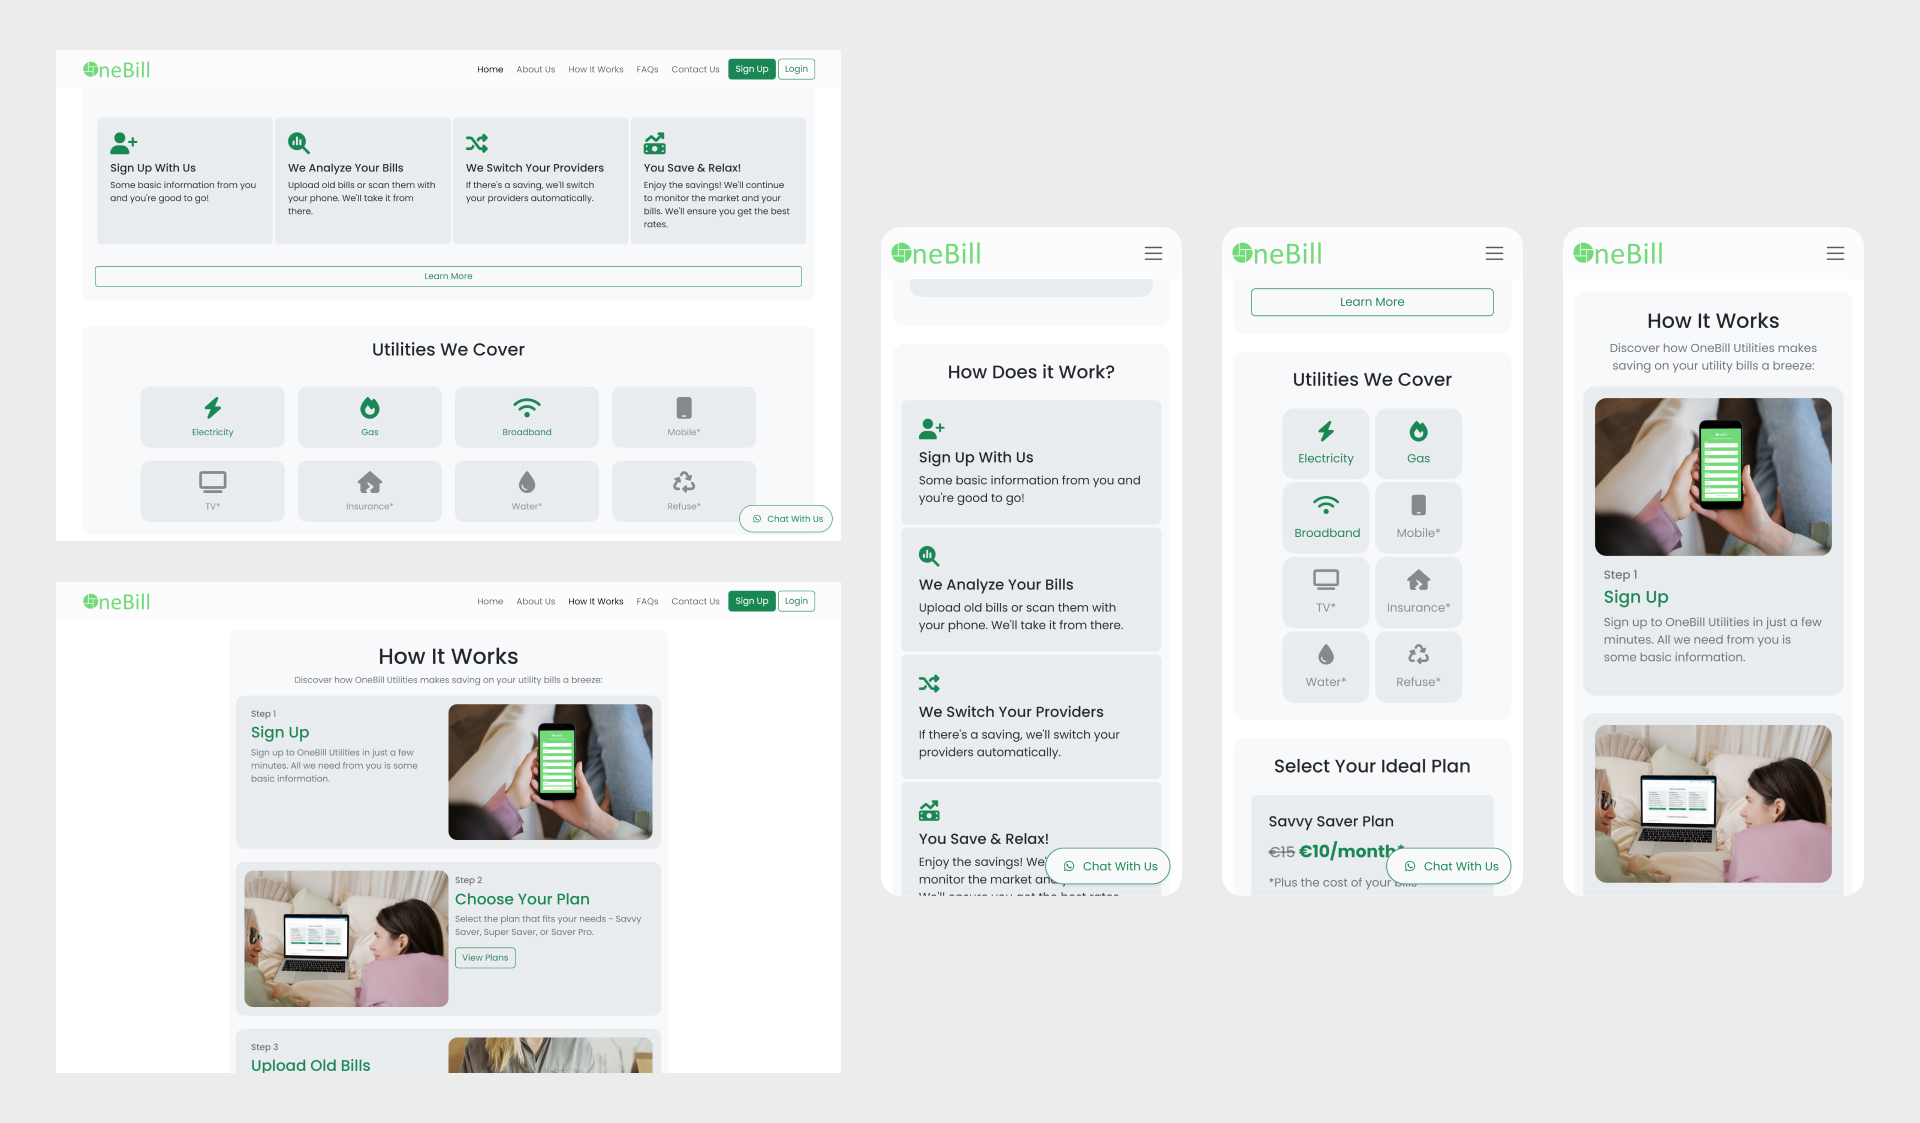 OneBill
Home About Us How It Works FAQs Contact Us Sign Up Login
Sign Up With Us
Some basic information from you
and you're good to go!
We Analyze Your Bills
Upload old bills or scan them with
your phone. We'll take it from
there.
We Switch Your Providers
If there's a saving, we'll switch
your providers automatically.
You Save & Relax!
Enjoy the savings! We'll continue
to monitor the market and your
bills. We'll ensure you get the best
rates.
Learn More
Utilities We Cover
Electricity
Gas
Broadband
Mobile*
TV*
Insurance*
Water*
Refuse*
Chat With Us
OneBill
Home About Us How It Works FAQs Contact Us Sign Up Login
How It Works
Discover how OneBill Utilities makes saving on your utility bills a breeze:
Step 1
Sign Up
Sign up to OneBill Utilities in just a few
minutes. All we need from you is some
basic information.
Step 2
Choose Your Plan
Select the plan that fits your needs - Savvy
Saver, Super Saver, or Saver Pro.
View Plans
Step 3
Upload Old Bills
OneBill
How Does it Work?
Sign Up With Us
Some basic information from you and
you're good to go!
We Analyze Your Bills
Upload old bills or scan them with
your phone. We'll take it from there.
We Switch Your Providers
If there's a saving, we'll switch your
providers automatically.
You Save & Relax!
Enjoy the savings! We'
monitor the market an
Chat With Us
OneBill
Learn More
Utilities We Cover
Electricity
Gas
Broadband
Mobile*
TV*
Insurance*
Water*
Refuse*
Select Your Ideal Plan
Savvy Saver Plan
€15 €10/month*
*Plus the cost of your bills
Chat With Us
OneBill
How It Works
Discover how OneBill Utilities makes
saving on your utility bills a breeze:
Step 1
Sign Up
Sign up to OneBill Utilities in just a few
minutes. All we need from you is
some basic information.